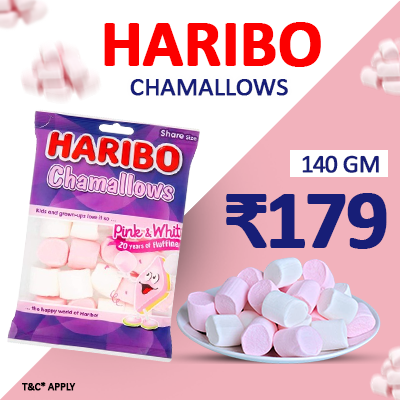 HARIBO
CHAMALLOWS
Share Size
HARIBO
Chamallows
Kids and grown-ups love it so ...
Pink & White
20 Years of
... the happy world of Haribo
140 GM
₹179
T&C* APPLY